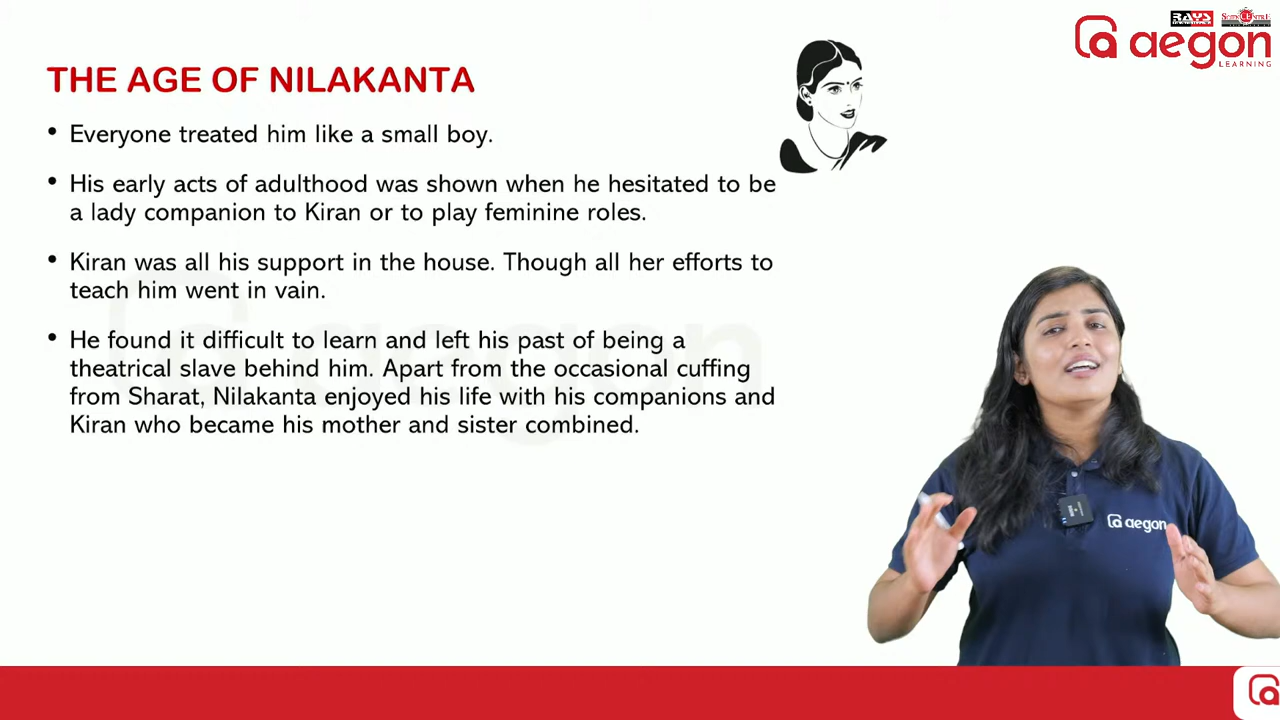 RAYS
aegon
LEARNING
THE AGE OF NILAKANTA
• Everyone treated him like a small boy.
• His early acts of adulthood was shown when he hesitated to be
a lady companion to Kiran or to play feminine roles.
• Kiran was all his support in the house. Though all her efforts to
teach him went in vain.
• He found it difficult to learn and left his past of being a
theatrical slave behind him. Apart from the occasional cuffing
from Sharat, Nilakanta enjoyed his life with his companions and
Kiran who became his mother and sister combined.
aegon